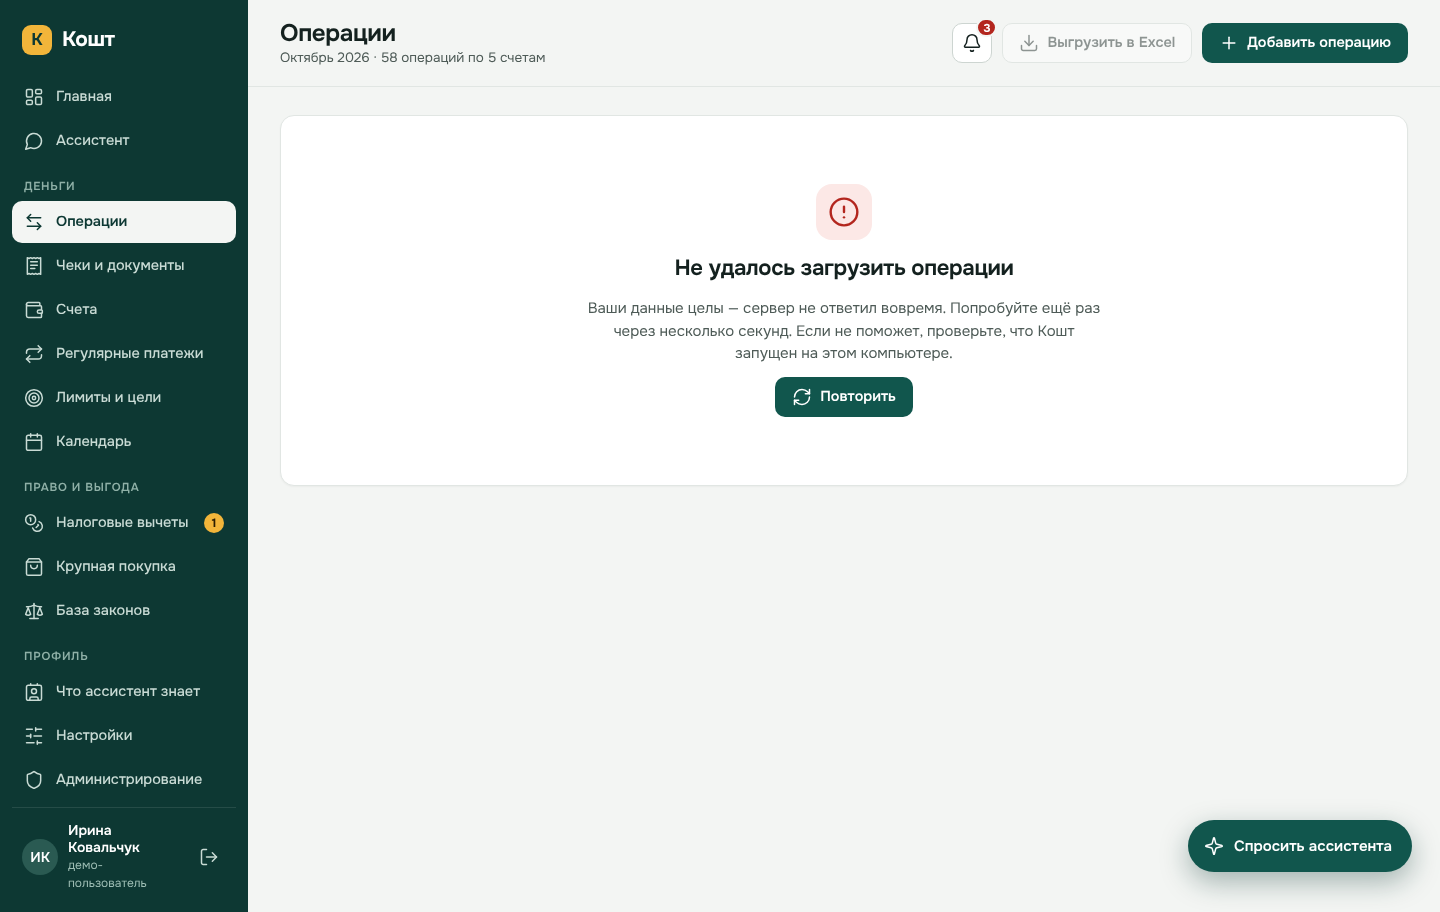 К Кошт
Главная
Ассистент
ДЕНЬГИ
Операции
Чеки и документы
Счета
Регулярные платежи
Лимиты и цели
Календарь
ПРАВО И ВЫГОДА
Налоговые вычеты 1
Крупная покупка
База законов
ПРОФИЛЬ
Что ассистент знает
Настройки
Администрирование
ИК
Ирина
Ковальчук
демо-
пользователь
Операции
Октябрь 2026 · 58 операций по 5 счетам
3
Выгрузить в Excel
Добавить операцию
Не удалось загрузить операции
Ваши данные целы — сервер не ответил вовремя. Попробуйте ещё раз
через несколько секунд. Если не поможет, проверьте, что Кошт
запущен на этом компьютере.
Повторить
Спросить ассистента